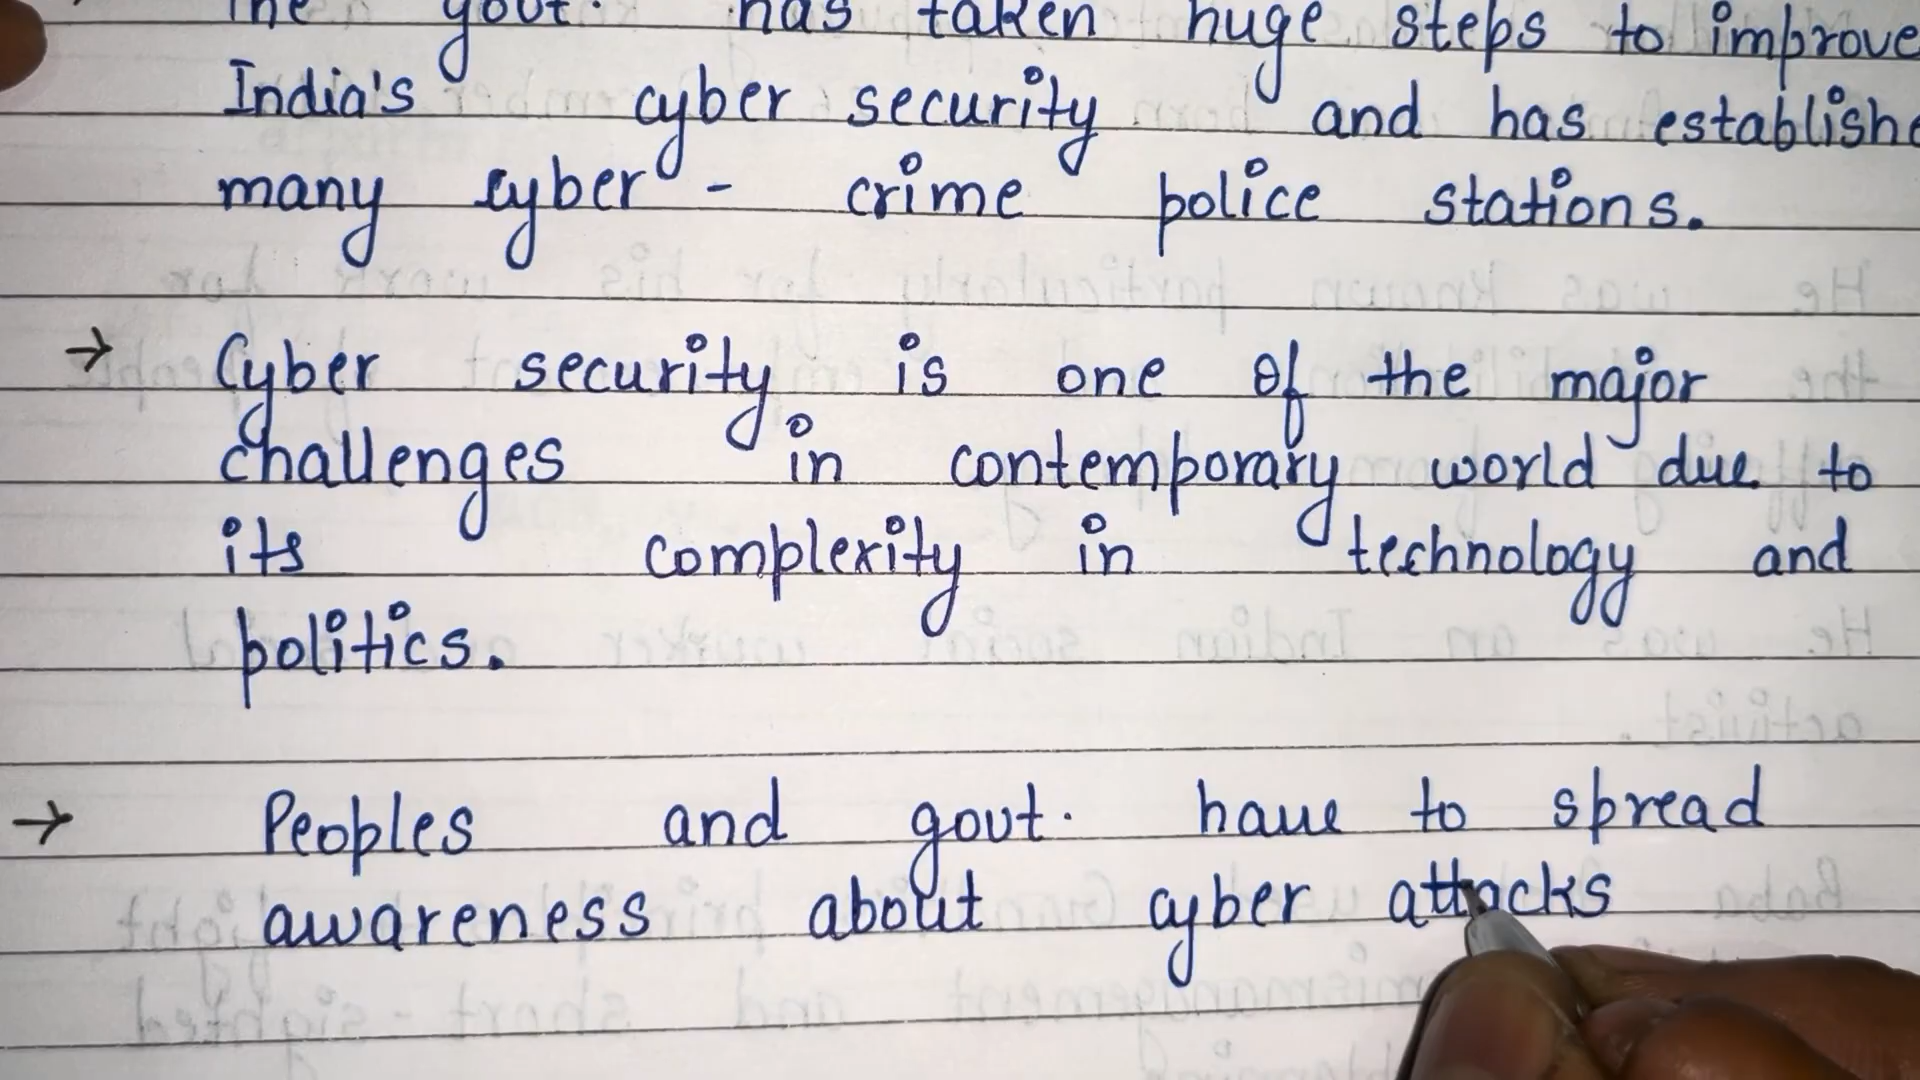 The govt. has taken huge steps to improve
India's cyber security and has establishe
many cyber - crime police stations.
→ Cyber security is one of the major
challenges in contemporary world due to
its complexity in technology and
politics.
→ Peoples and govt. have to spread
awareness about cyber attacks